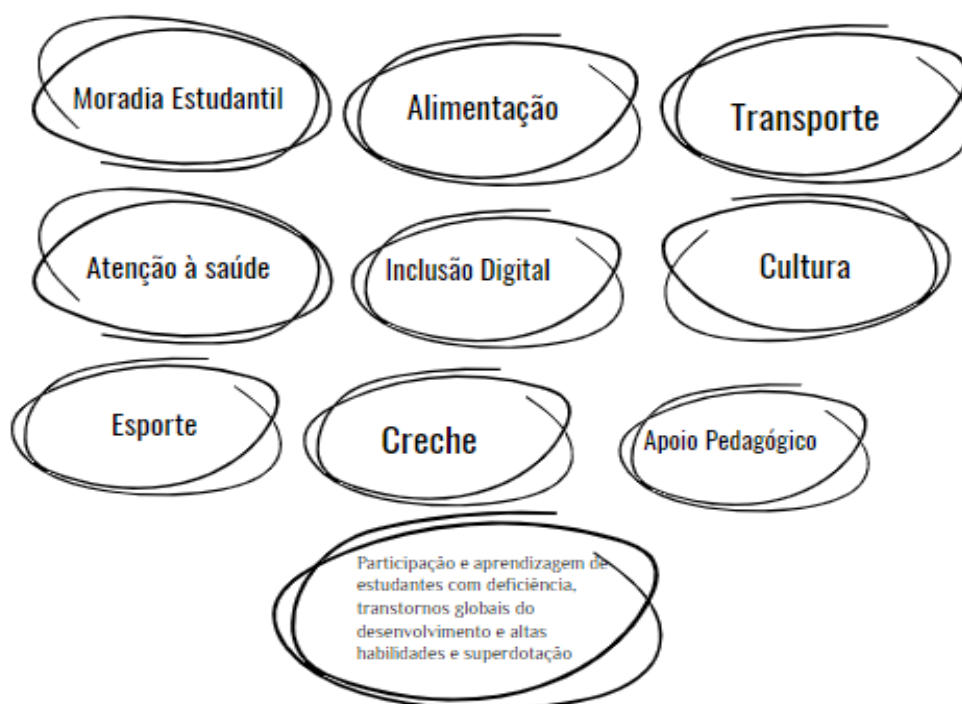 Moradia Estudantil
Alimentação
Transporte
Atenção à saúde
Inclusão Digital
Cultura
Esporte
Creche
Apoio Pedagógico
Participação e aprendizagem de
estudantes com deficiência,
transtornos globais do
desenvolvimento e altas
habilidades e superdotação